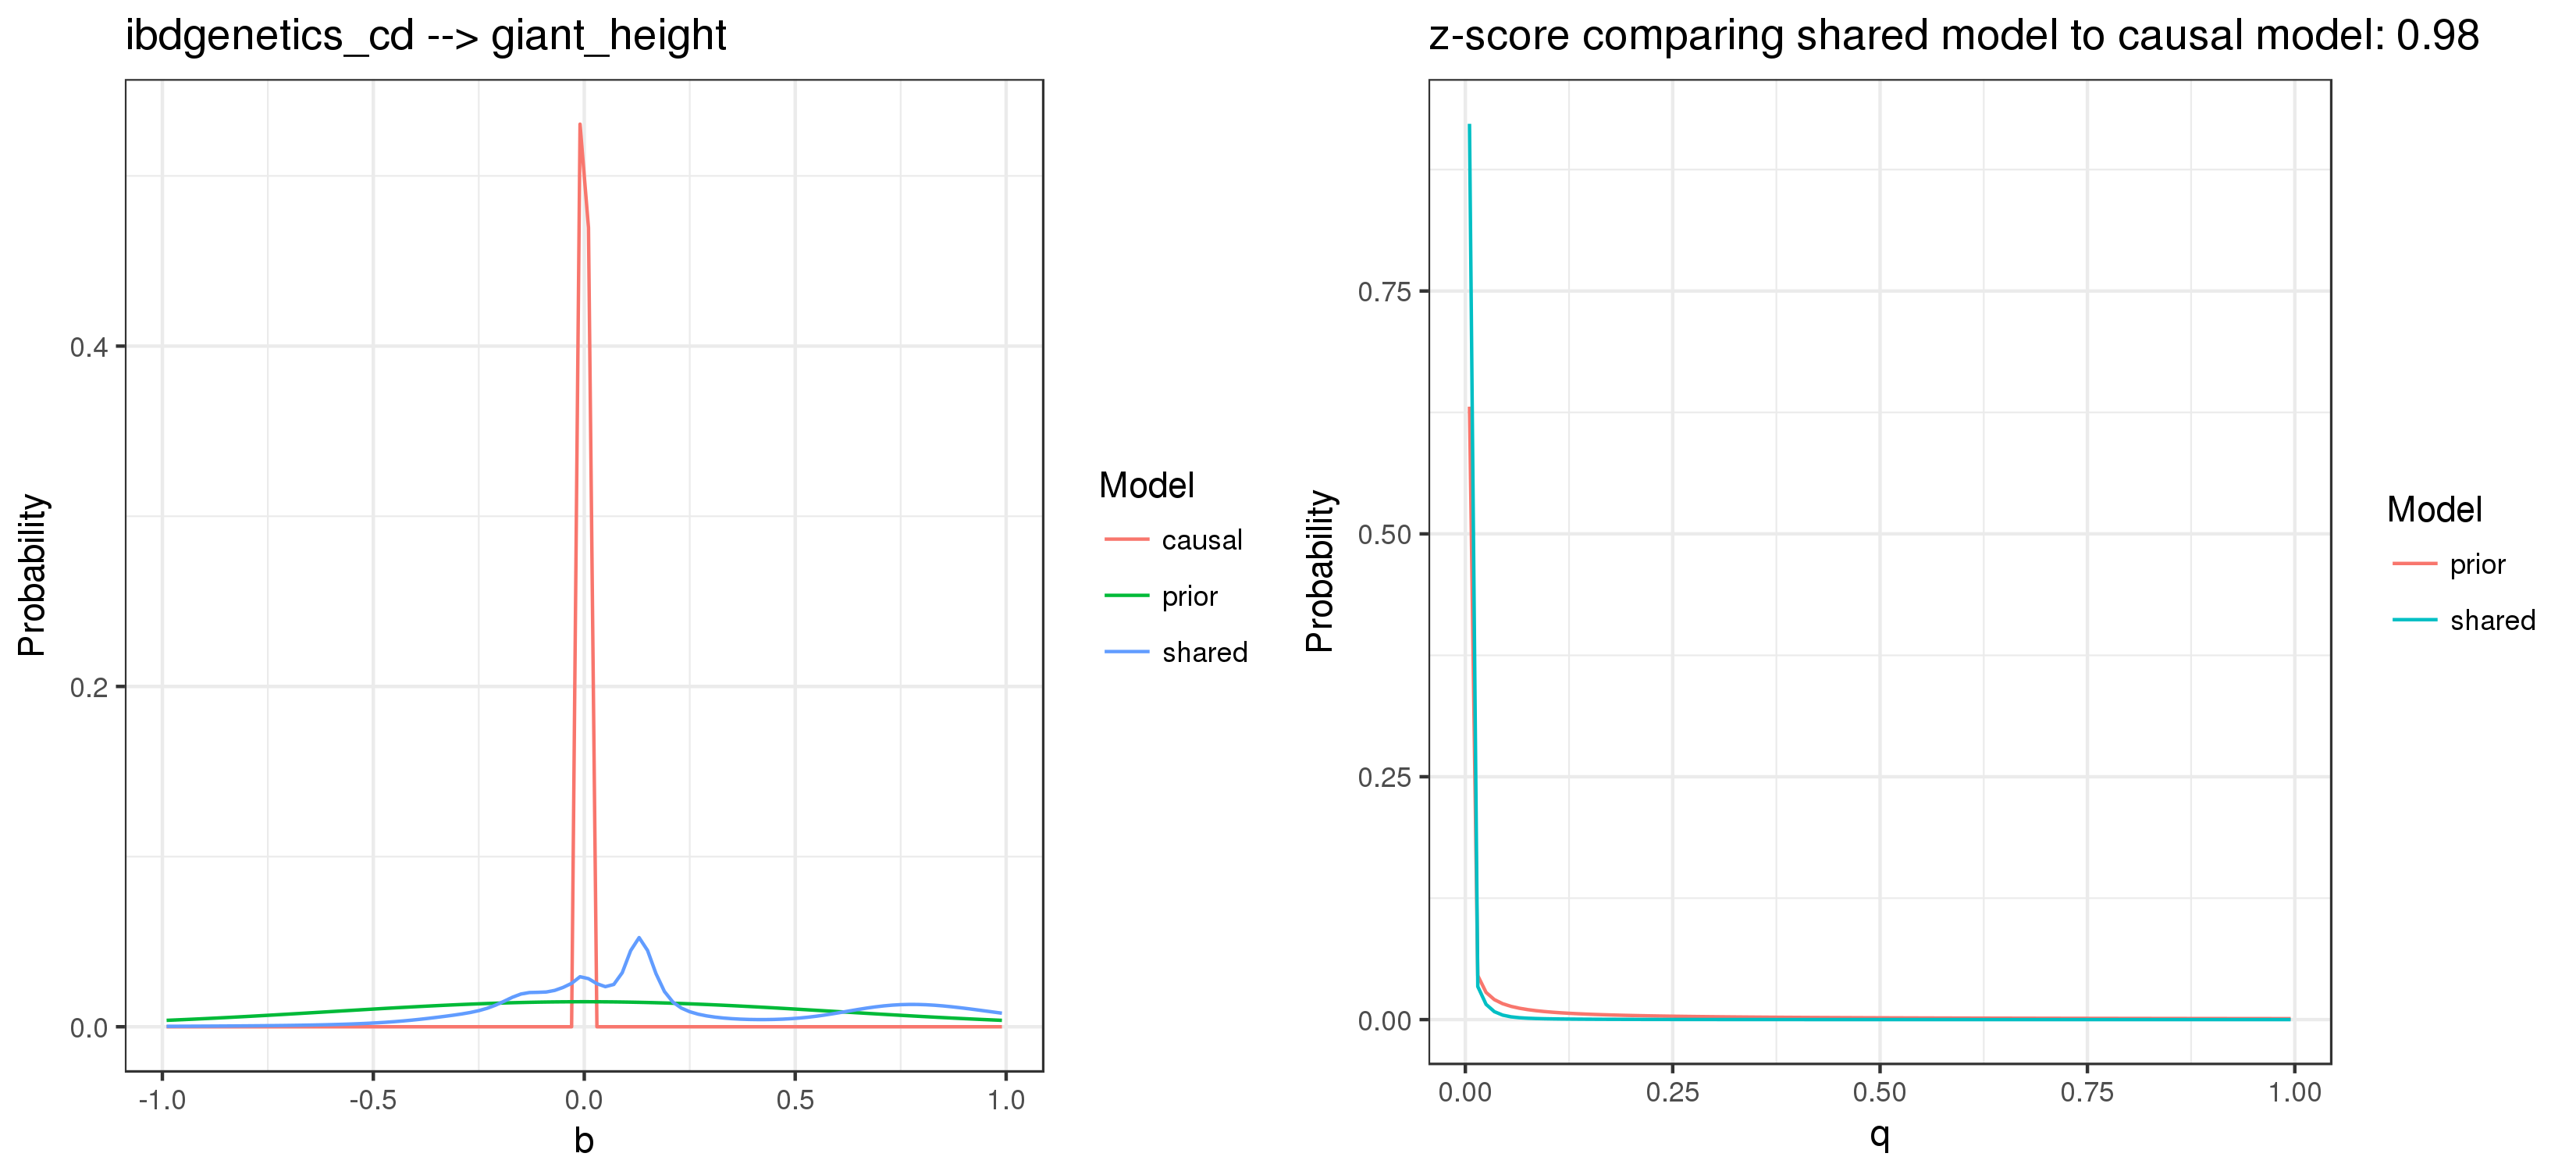 ibdgenetics_cd --> giant_height
Probability
0.4
0.2
0.0
-1.0
-0.5
0.0
0.5
1.0
b
Model
causal
prior
shared
z-score comparing shared model to causal model: 0.98
Probability
0.75
0.50
0.25
0.00
0.00
0.25
0.50
0.75
1.00
q
Model
prior
shared